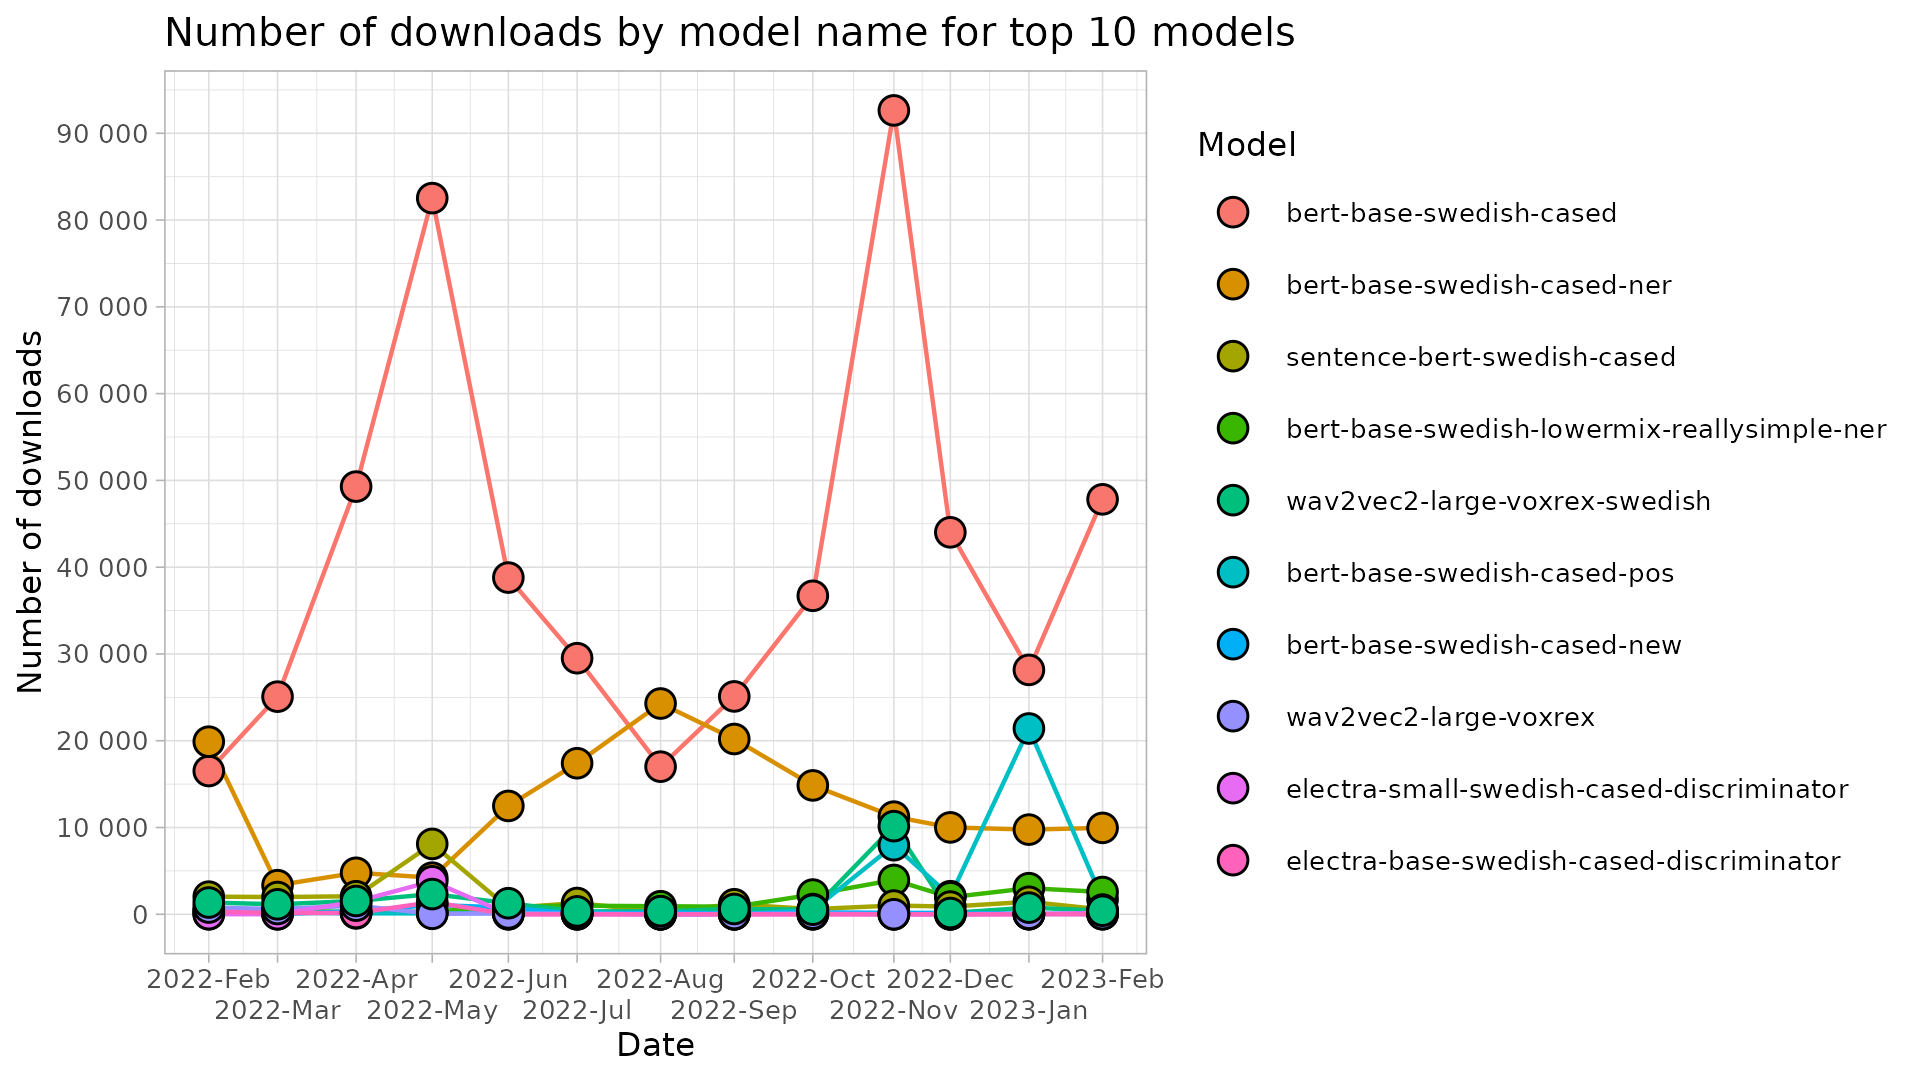 Number of downloads by model name for top 10 models
Number of downloads
90 000
80 000
70 000
60 000
50 000
40 000
30 000
20 000
10 000
0
2022-Feb
2022-Mar
2022-Apr
2022-May
2022-Jun
2022-Jul
2022-Aug
2022-Sep
2022-Oct
2022-Nov
2022-Dec
2023-Jan
2023-Feb
Date
Model
bert-base-swedish-cased
bert-base-swedish-cased-ner
sentence-bert-swedish-cased
bert-base-swedish-lowermix-reallysimple-ner
wav2vec2-large-voxrex-swedish
bert-base-swedish-cased-pos
bert-base-swedish-cased-new
wav2vec2-large-voxrex
electra-small-swedish-cased-discriminator
electra-base-swedish-cased-discriminator